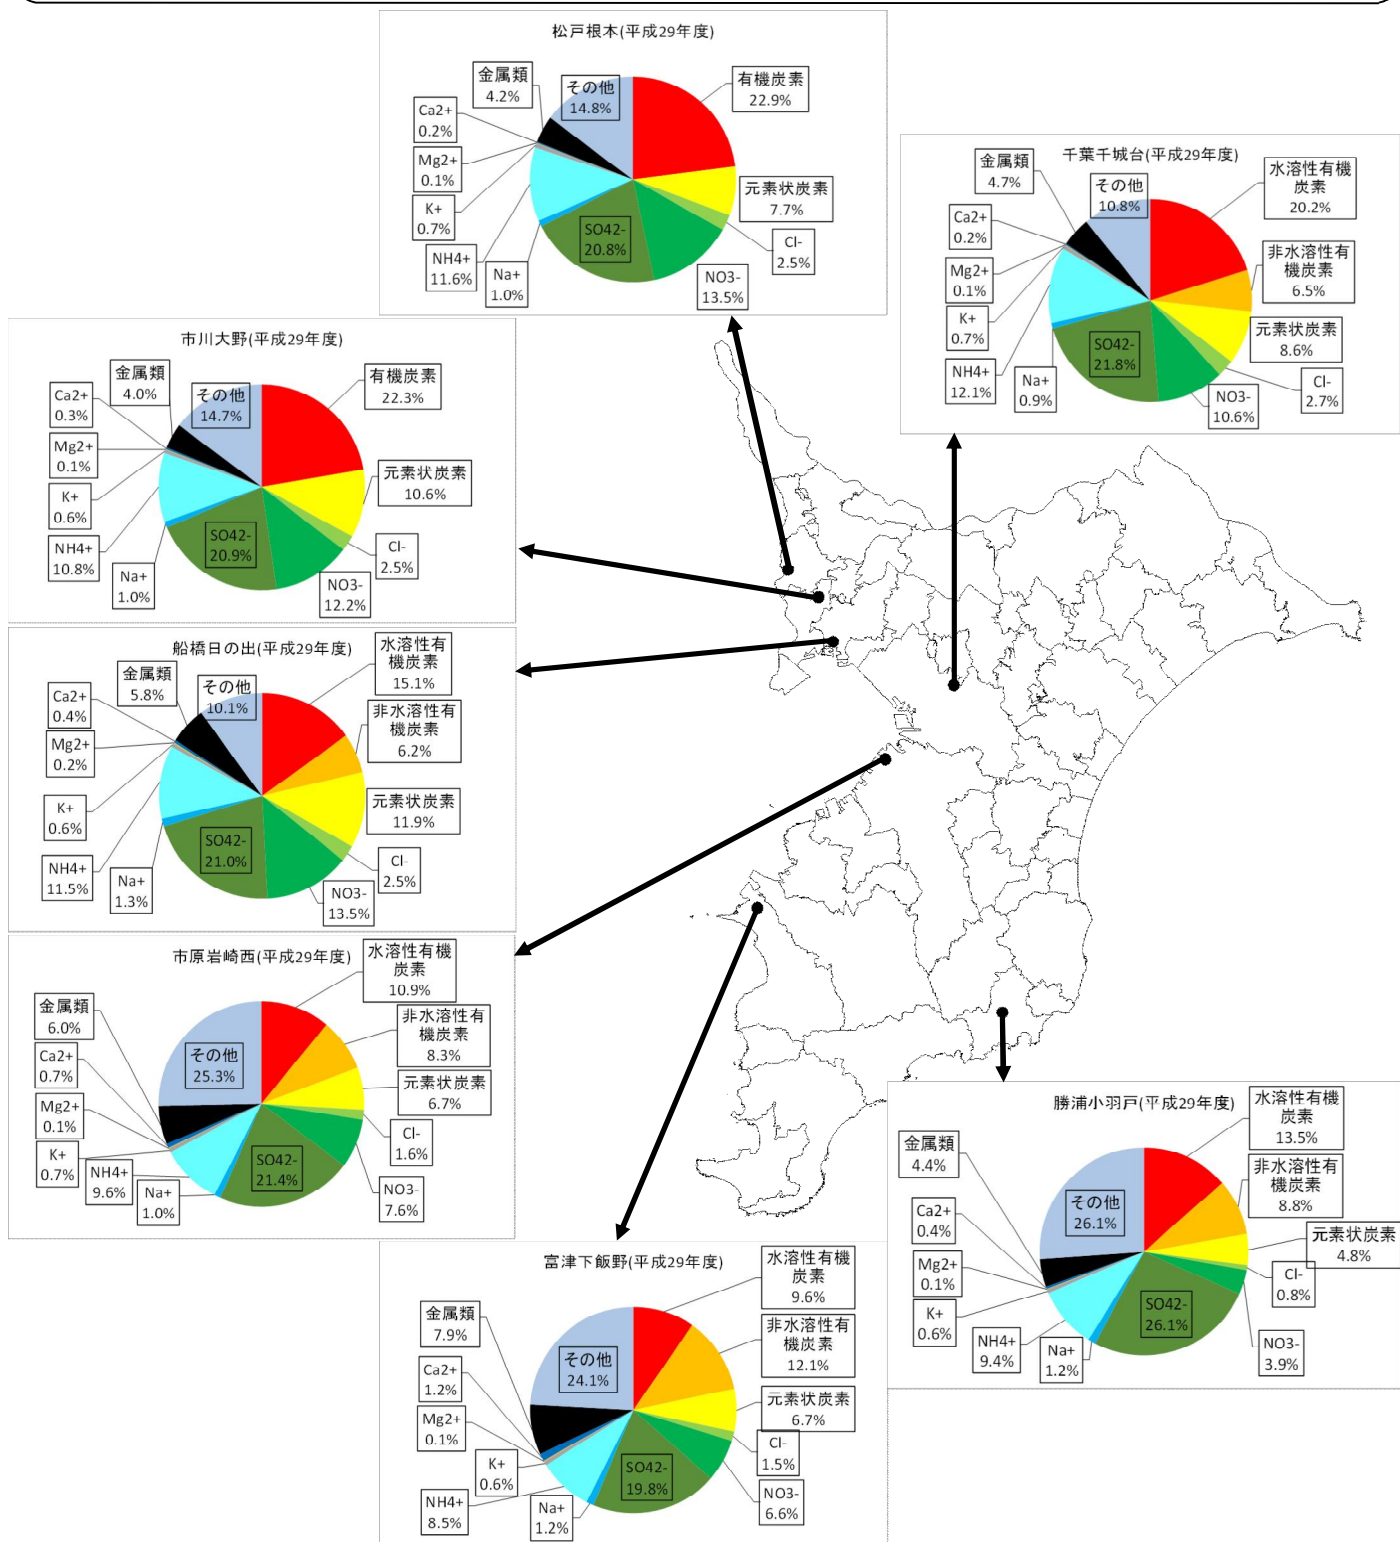 松戸根本(平成29年度)
有機炭素
22.9%
元素状炭素
7.7%
Cl-
2.5%
NO3-
13.5%
SO42-
20.8%
Na+
1.0%
NH4+
11.6%
K+
0.7%
Mg2+
0.1%
Ca2+
0.2%
金属類
4.2%
その他
14.8%
千葉千城台(平成29年度)
水溶性有機
炭素
20.2%
非水溶性有
機炭素
6.5%
元素状炭素
8.6%
Cl-
2.7%
NO3-
10.6%
SO42-
21.8%
Na+
0.9%
NH4+
12.1%
K+
0.7%
Mg2+
0.1%
Ca2+
0.2%
金属類
4.7%
その他
10.8%
市川大野(平成29年度)
有機炭素
22.3%
元素状炭素
10.6%
Cl-
2.5%
NO3-
12.2%
SO42-
20.9%
Na+
1.0%
NH4+
10.8%
K+
0.6%
Mg2+
0.1%
Ca2+
0.3%
金属類
4.0%
その他
14.7%
船橋日の出(平成29年度)
水溶性有
機炭素
15.1%
非水溶性有
機炭素
6.2%
元素状炭素
11.9%
Cl-
2.5%
NO3-
13.5%
SO42-
21.0%
Na+
1.3%
NH4+
11.5%
K+
0.6%
Mg2+
0.2%
Ca2+
0.4%
金属類
5.8%
その他
10.1%
市原岩崎西(平成29年度)
水溶性有機
炭素
10.9%
非水溶性有
機炭素
8.3%
元素状炭素
6.7%
Cl-
1.6%
NO3-
7.6%
SO42-
21.4%
Na+
1.0%
NH4+
9.6%
K+
0.7%
Mg2+
0.1%
Ca2+
0.7%
金属類
6.0%
その他
25.3%
勝浦小羽戸(平成29年度)
水溶性有機
炭素
13.5%
非水溶性有
機炭素
8.8%
元素状炭素
4.8%
Cl-
0.8%
NO3-
3.9%
SO42-
26.1%
Na+
1.2%
NH4+
9.4%
K+
0.6%
Mg2+
0.1%
Ca2+
0.4%
金属類
4.4%
その他
26.1%
富津下飯野(平成29年度)
水溶性有機
炭素
9.6%
非水溶性有
機炭素
12.1%
元素状炭素
6.7%
Cl-
1.5%
NO3-
6.6%
SO42-
19.8%
Na+
1.2%
NH4+
8.5%
K+
0.6%
Mg2+
0.1%
Ca2+
1.2%
金属類
7.9%
その他
24.1%